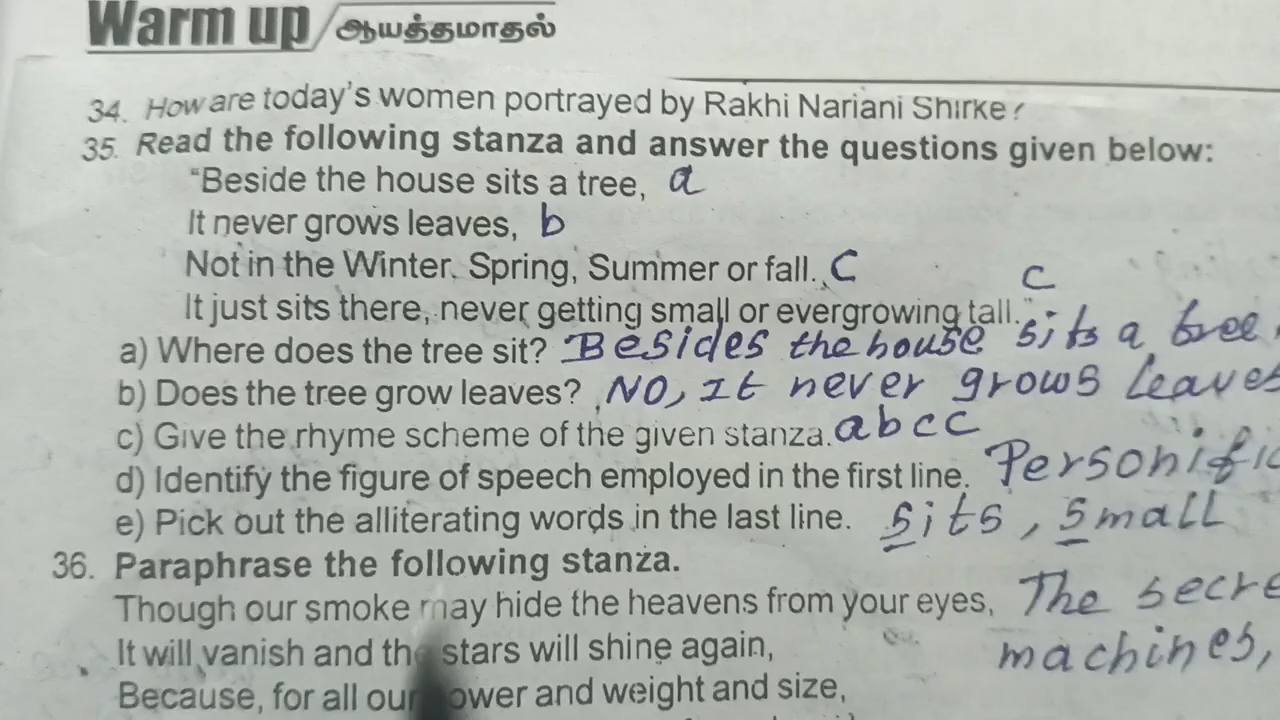 Warm up / ஆயத்தமாதல்
34. How are today's women portrayed by Rakhi Nariani Shirke?
35. Read the following stanza and answer the questions given below:
"Beside the house sits a tree, a
It never grows leaves, b
Not in the Winter. Spring, Summer or fall. C
It just sits there, never getting small or evergrowing tall." C
a) Where does the tree sit? Besides the house sits a tree.
b) Does the tree grow leaves? NO, It never grows Leaves
c) Give the rhyme scheme of the given stanza. abcc
d) Identify the figure of speech employed in the first line. Personific
e) Pick out the alliterating words in the last line. Sits, Small
36. Paraphrase the following stanza.
Though our smoke may hide the heavens from your eyes, The secre
It will vanish and the stars will shine again, machines,
Because, for all our power and weight and size,